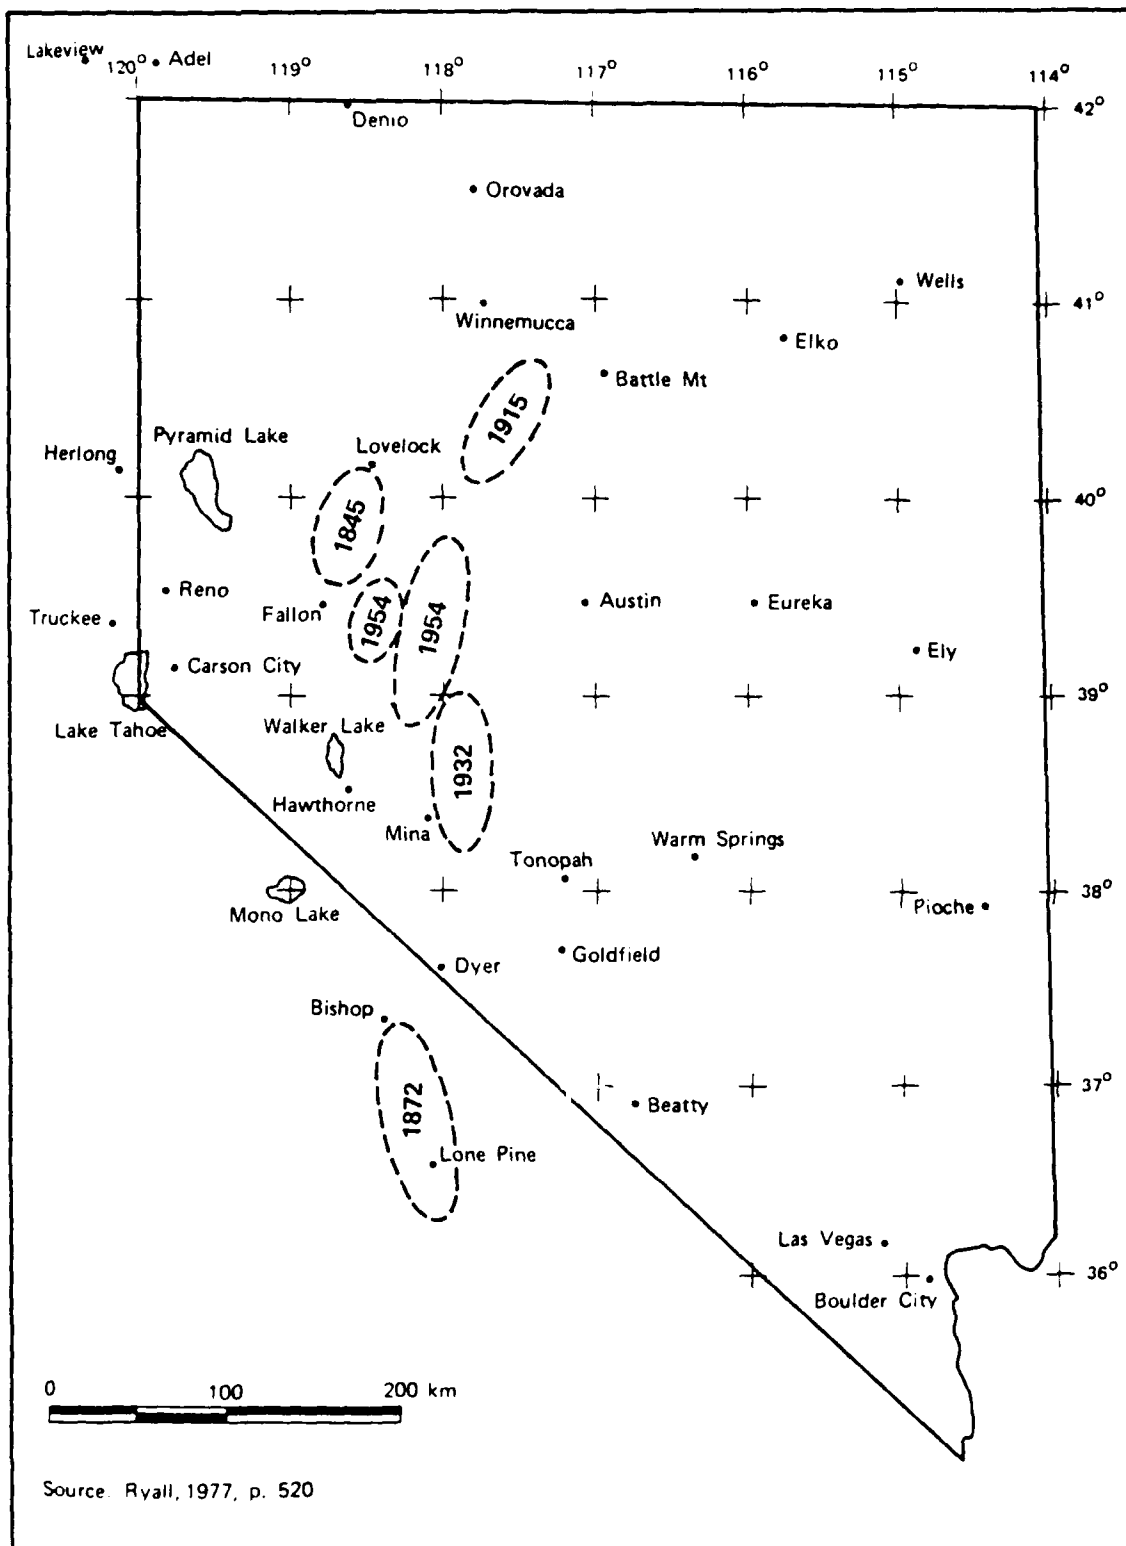 Lakeview
Adel
120° 119° 118° 117° 116° 115° 114°
42°
Denio
Orovada
Wells
41°
Winnemucca
Elko
Battle Mt
1915
Pyramid Lake
Lovelock
Herlong
40°
1845
Reno
Fallon
1954
1954
Austin
Eureka
Truckee
Ely
Carson City
39°
Lake Tahoe
Walker Lake
1932
Hawthorne
Mina
Warm Springs
Tonopah
38°
Mono Lake
Pioche
Goldfield
Dyer
Bishop
37°
1872
Beatty
Lone Pine
Las Vegas
36°
Boulder City
0 100 200 km
Source. Ryall, 1977, p. 520